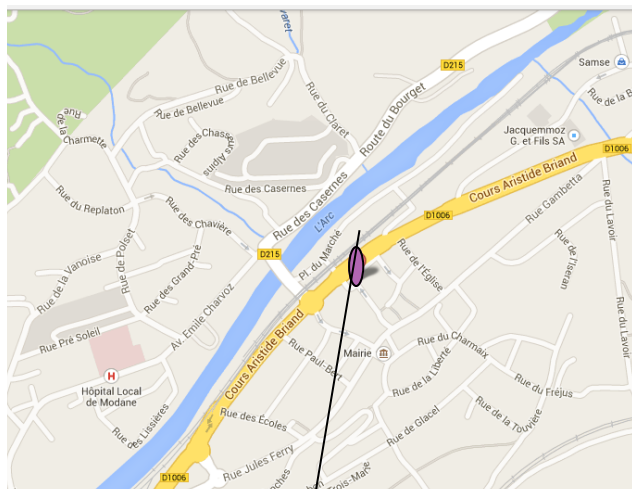 D215
Samse
Rue de Bellevue
Rue de Bellevue
Rue de la Charmette
Rue du Claret
Route du Bourget
Rue de la B
Rue des Chass
Alpins
Jacquemmoz
G. et Fils SA
D1006
Cours Aristide Briand
Rue des Casernes
Rue des Casernes
Rue du Replaton
Rue des Chavière
L'Arc
D1006
Rue Gambetta
Rue du Lavoir
D215
Pl. du Marché
Rue de l'Église
Rue de l'Iseran
Rue de la Vanoise
Rue de Polset
Rue des Grand-Pré
Av. Emile Charvoz
Rue Pré Soleil
Cours Aristide Briand
Rue Paul-Bert
Mairie
Rue du Charmaix
Rue du Lavoir
H
Hôpital Local
de Modane
Rue de la Liberté
Rue du Fréjus
Rue des Lissières
Rue des Écoles
Rue de Glacel
Rue de la Touvière
Rue Jules Ferry
D1006